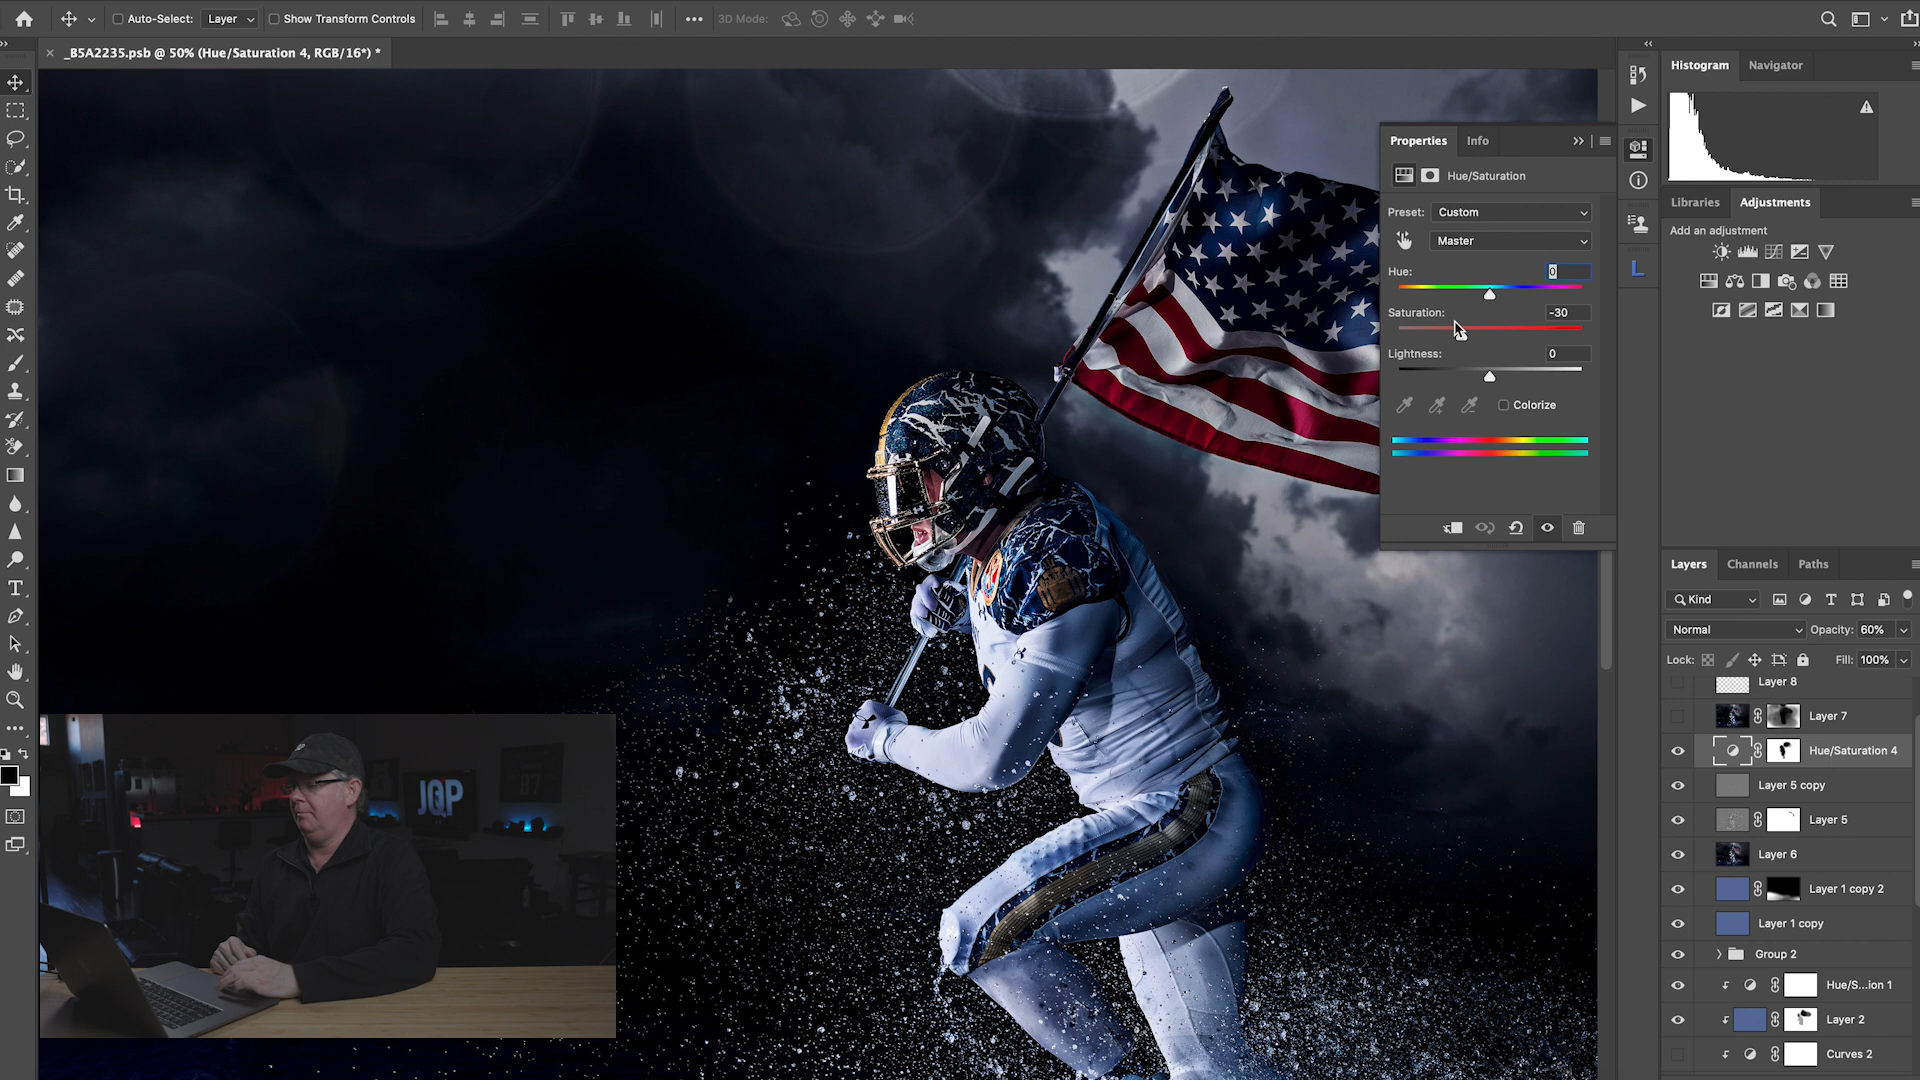 Auto-Select: Layer Show Transform Controls 3D Mode:
_B5A2235.psb @ 50% (Hue/Saturation 4, RGB/16*) *
Histogram Navigator
Properties Info
Hue/Saturation
Preset: Custom
Master
Hue: 0
Saturation: -30
Lightness: 0
Colorize
Libraries Adjustments
Add an adjustment
Layers Channels Paths
Kind
Normal Opacity: 60%
Lock: Fill: 100%
Layer 8
Layer 7
Hue/Saturation 4
Layer 5 copy
Layer 5
Layer 6
Layer 1 copy 2
Layer 1 copy
Group 2
Hue/S...ion 1
Layer 2
Curves 2
JQP
87